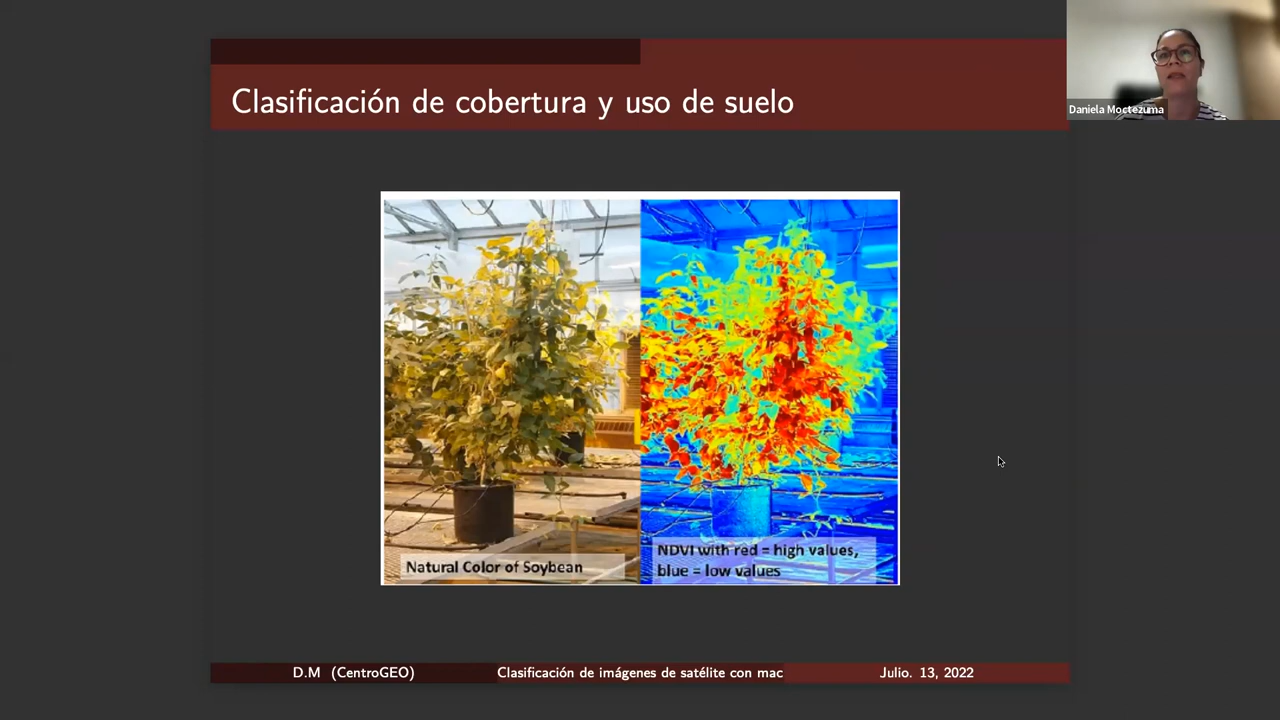 Clasificación de cobertura y uso de suelo
Daniela Moctezuma
Natural Color of Soybean
NDVI with red = high values,
blue = low values
D.M (CentroGEO)
Clasificación de imágenes de satélite con mac
Julio. 13, 2022